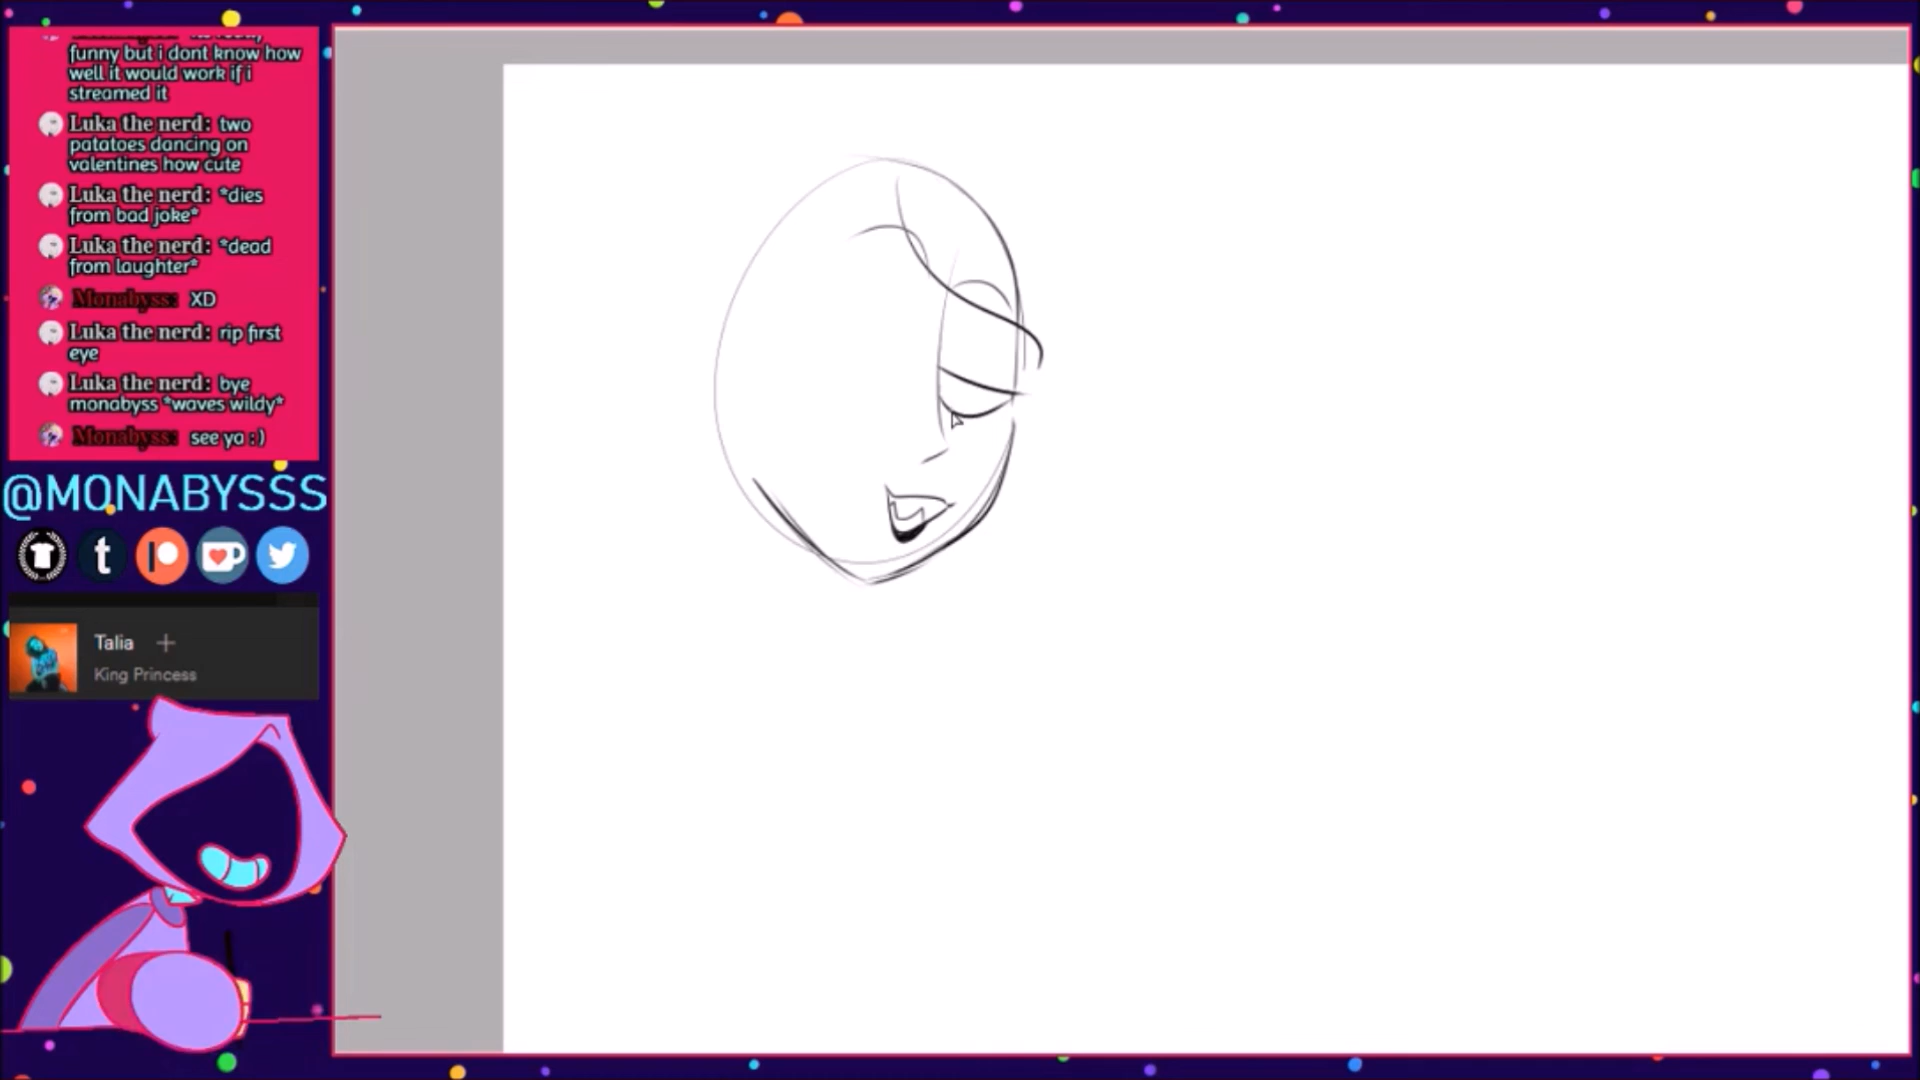 funny but i dont know how
well it would work if i
streamed it
Luka the nerd: two
patatoes dancing on
valentines how cute
Luka the nerd: *dies
from bad joke*
Luka the nerd: *dead
from laughter*
Monabyss: XD
Luka the nerd: rip first
eye
Luka the nerd: bye
monabyss *waves wildy*
Monabyss: see ya :)
@MONABYSSS
Talia +
King Princess